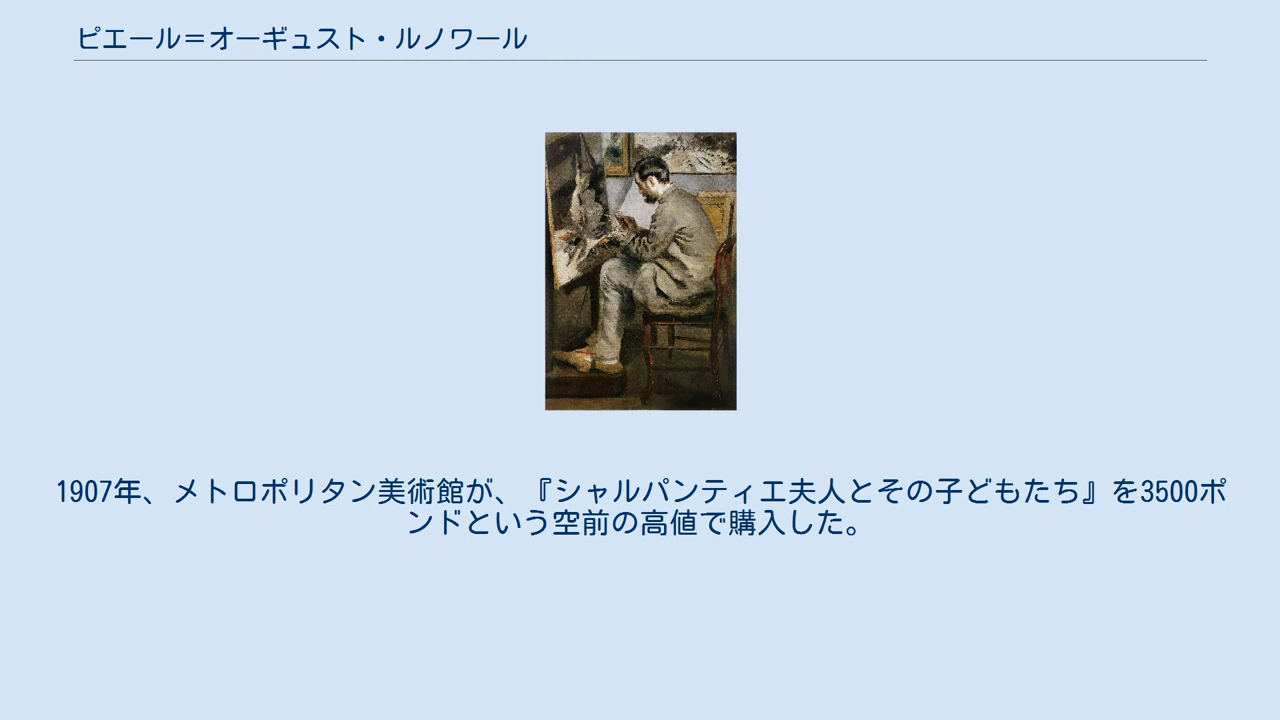 ピエール＝オーギュスト・ルノワール
1907年、メトロポリタン美術館が、『シャルパンティエ夫人とその子どもたち』を3500ポ
ンドという空前の高値で購入した。